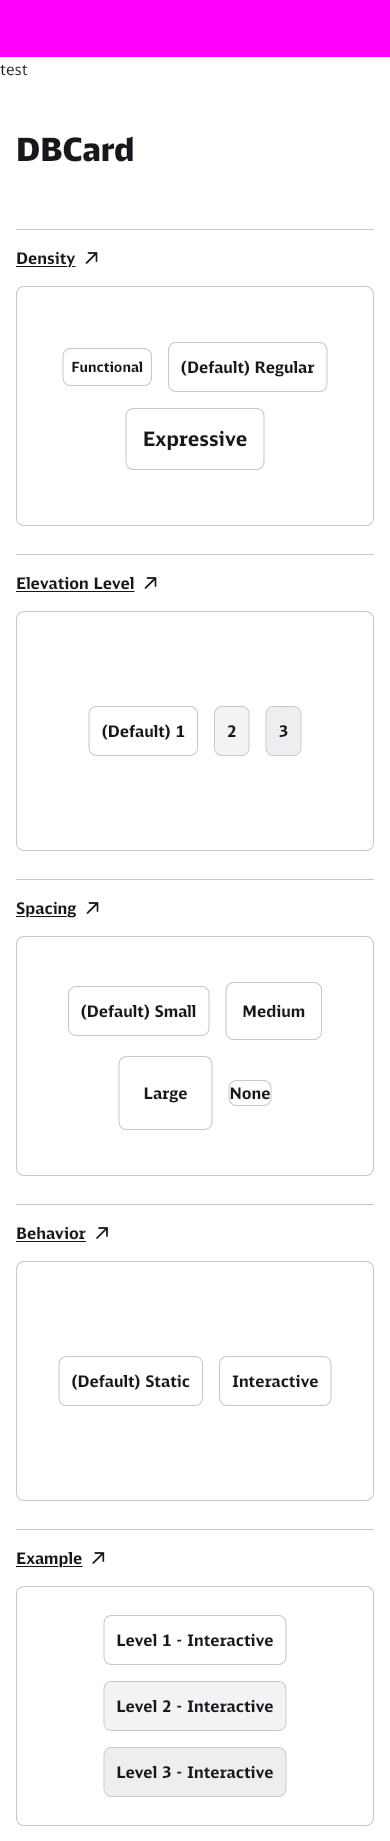 test
DBCard
Density
Functional
(Default) Regular
Expressive
Elevation Level
(Default) 1
2
3
Spacing
(Default) Small
Medium
Large
None
Behavior
(Default) Static
Interactive
Example
Level 1 - Interactive
Level 2 - Interactive
Level 3 - Interactive